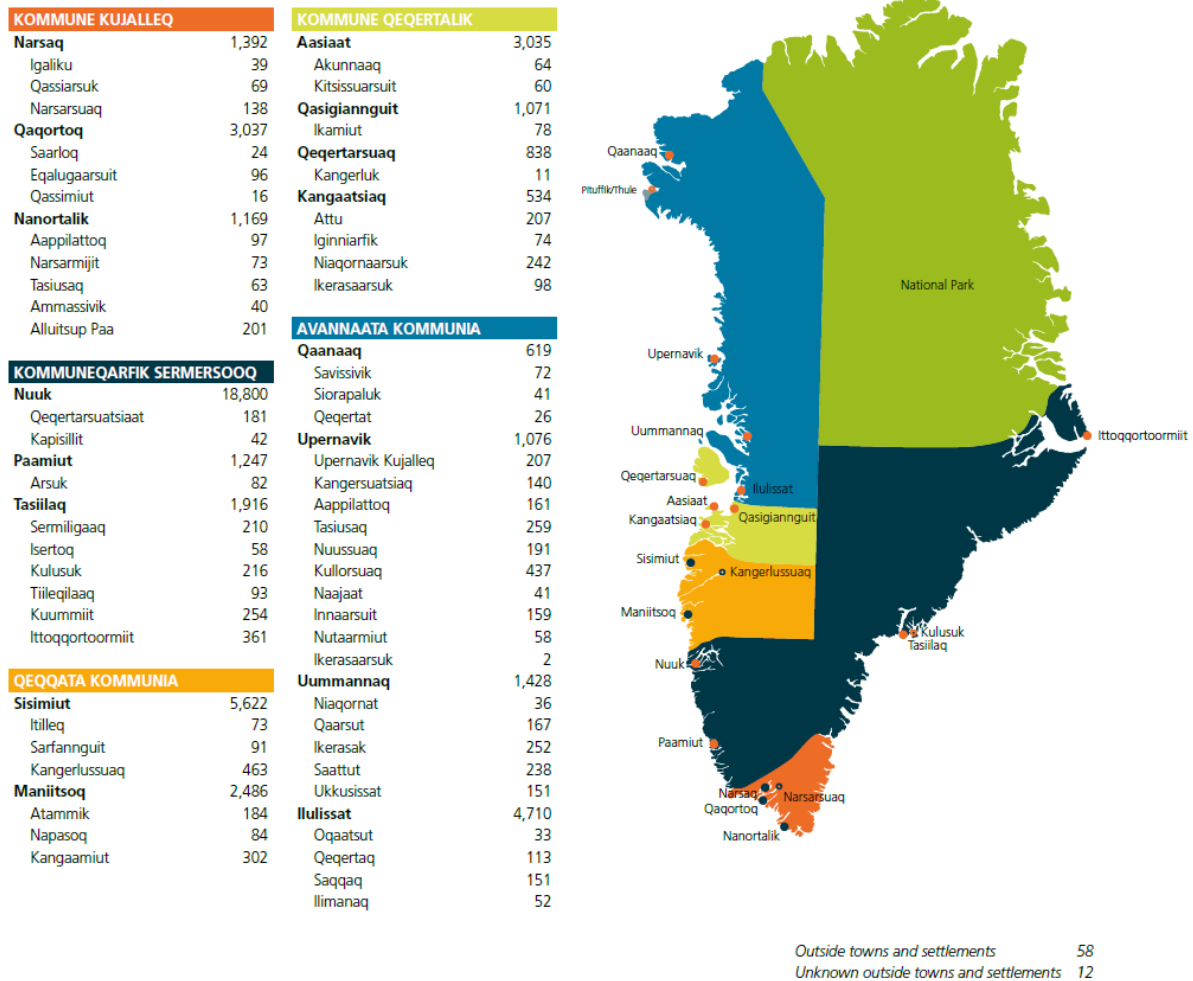 KOMMUNE KUJALLEQ
Narsaq 1,392
Igaliku 39
Qassiarsuk 69
Narsarsuaq 138
Qaqortoq 3,037
Saarloq 24
Eqalugaarsuit 96
Qassimiut 16
Nanortalik 1,169
Aappilattoq 97
Narsarmijit 73
Tasiusaq 63
Ammassivik 40
Alluitsup Paa 201
KOMMUNEQARFIK SERMERSOOQ
Nuuk 18,800
Qeqertarsuatsiaat 181
Kapisillit 42
Paamiut 1,247
Arsuk 82
Tasiilaq 1,916
Sermiligaaq 210
Isertoq 58
Kulusuk 216
Tiileqilaaq 93
Kuummiit 254
Ittoqqortoormiit 361
QEQQATA KOMMUNIA
Sisimiut 5,622
Itilleq 73
Sarfannguit 91
Kangerlussuaq 463
Maniitsoq 2,486
Atammik 184
Napasoq 84
Kangaamiut 302
KOMMUNE QEQERTALIK
Aasiaat 3,035
Akunnaaq 64
Kitsissuarsuit 60
Qasigiannguit 1,071
Ikamiut 78
Qeqertarsuaq 838
Kangerluk 11
Kangaatsiaq 534
Attu 207
Iginniarfik 74
Niaqornaarsuk 242
Ikerasaarsuk 98
AVANNAATA KOMMUNIA
Qaanaaq 619
Savissivik 72
Siorapaluk 41
Qeqertat 26
Upernavik 1,076
Upernavik Kujalleq 207
Kangersuatsiaq 140
Aappilattoq 161
Tasiusaq 259
Nuussuaq 191
Kullorsuaq 437
Naajaat 41
Innaarsuit 159
Nutaarmiut 58
Ikerasaarsuk 2
Uummannaq 1,428
Niaqornat 36
Qaarsut 167
Ikerasak 252
Saattut 238
Ukkusissat 151
Ilulissat 4,710
Oqaatsut 33
Qeqertaq 113
Saqqaq 151
Ilimanaq 52
Qaanaaq
Pituffik/Thule
National Park
Upernavik
Uummannaq
Ittoqqortoormiit
Qeqertarsuaq
Ilulissat
Aasiaat
Qasigiannguit
Kangaatsiaq
Sisimiut
Kangerlussuaq
Maniitsoq
Kulusuk
Tasiilaq
Nuuk
Paamiut
Narsaq
Narsarsuaq
Qaqortoq
Nanortalik
Outside towns and settlements 58
Unknown outside towns and settlements 12